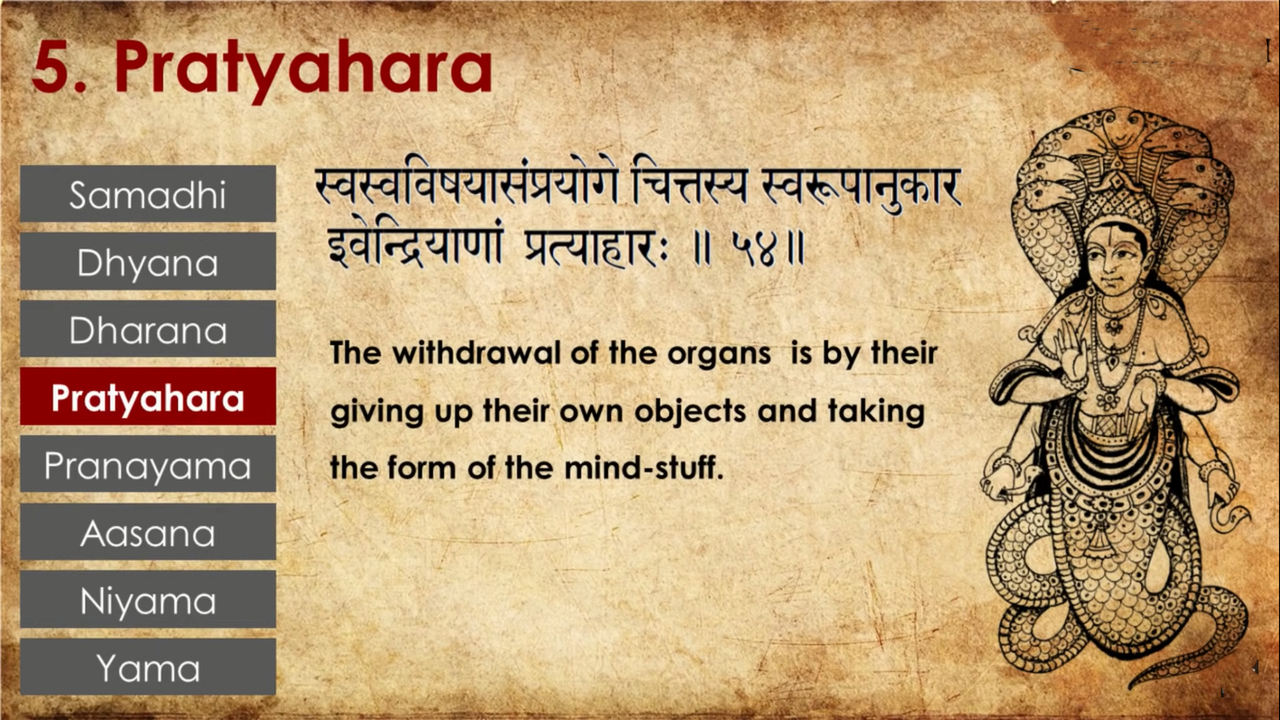 5. Pratyahara
Samadhi
Dhyana
Dharana
Pratyahara
Pranayama
Aasana
Niyama
Yama
स्वस्वविषयासंप्रयोगे चित्तस्य स्वरूपानुकार
इवेन्द्रियाणां प्रत्याहारः ॥ ५४॥
The withdrawal of the organs  is by their
giving up their own objects and taking
the form of the mind-stuff.